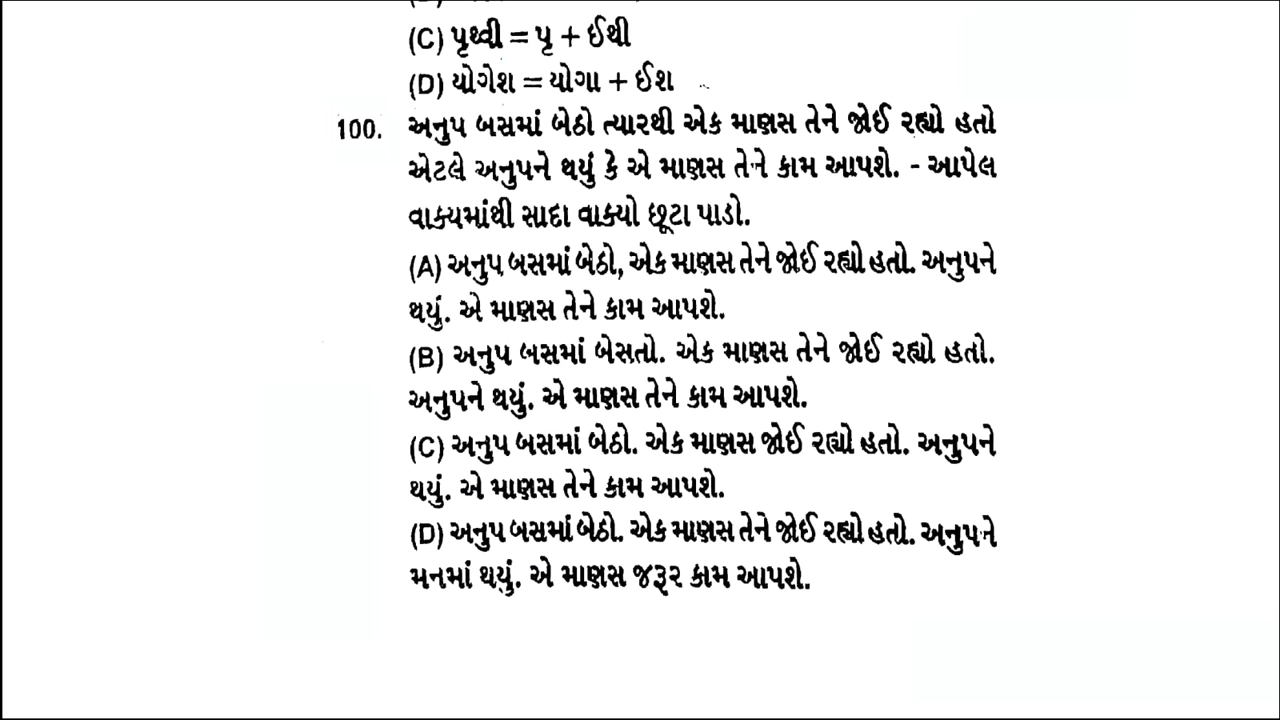 (C) પૃથ્વી = પૃ + ઈથી
(D) યોગેશ = યોગા + ઈશ
100. અનુપ બસમાં બેઠો ત્યારથી એક માણસ તેને જોઈ રહ્યો હતો
એટલે અનુપને થયું કે એ માણસ તેને કામ આપશે. - આપેલ
વાક્યમાંથી સાદા વાક્યો છૂટા પાડો.
(A) અનુપ બસમાં બેઠો, એક માણસ તેને જોઈ રહ્યો હતો. અનુપને
થયું. એ માણસ તેને કામ આપશે.
(B) અનુપ બસમાં બેસતો. એક માણસ તેને જોઈ રહ્યો હતો.
અનુપને થયું. એ માણસ તેને કામ આપશે.
(C) અનુપ બસમાં બેઠો. એક માણસ જોઈ રહ્યો હતો. અનુપને
થયું. એ માણસ તેને કામ આપશે.
(D) અનુપ બસમાં બેઠો. એક માણસ તેને જોઈ રહ્યો હતો. અનુપને
મનમાં થયું. એ માણસ જરૂર કામ આપશે.